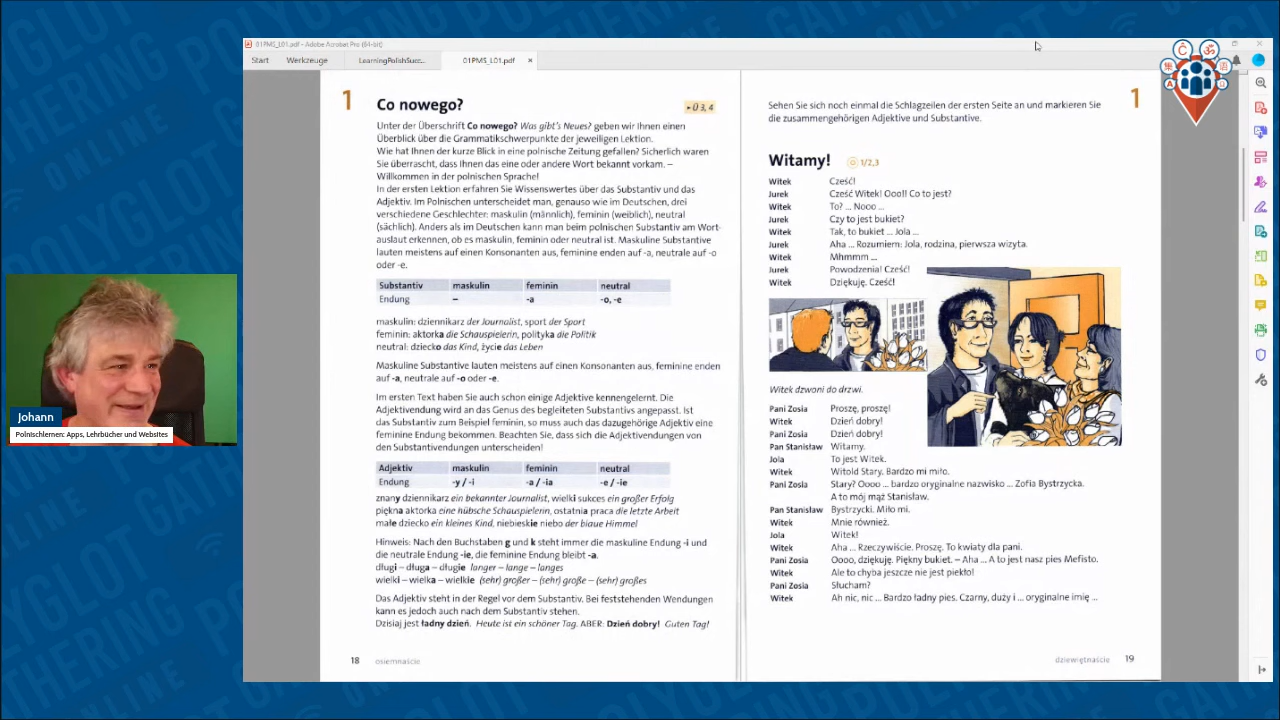 01PMS_L01.pdf - Adobe Acrobat Pro (64-bit)
Start Werkzeuge LearningPolishSucc... 01PMS_L01.pdf ×
1
Co nowego?
▸ Ü 3, 4
Unter der Überschrift Co nowego? Was gibt's Neues? geben wir Ihnen einen
Überblick über die Grammatikschwerpunkte der jeweiligen Lektion.
Wie hat Ihnen der kurze Blick in eine polnische Zeitung gefallen? Sicherlich waren
Sie überrascht, dass Ihnen das eine oder andere Wort bekannt vorkam. –
Willkommen in der polnischen Sprache!
In der ersten Lektion erfahren Sie Wissenswertes über das Substantiv und das
Adjektiv. Im Polnischen unterscheidet man, genauso wie im Deutschen, drei
verschiedene Geschlechter: maskulin (männlich), feminin (weiblich), neutral
(sächlich). Anders als im Deutschen kann man beim polnischen Substantiv am Wort-
auslaut erkennen, ob es maskulin, feminin oder neutral ist. Maskuline Substantive
lauten meistens auf einen Konsonanten aus, feminine enden auf -a, neutrale auf -o
oder -e.
Substantiv maskulin feminin neutral
Endung – -a -o, -e
maskulin: dziennikarz der Journalist, sport der Sport
feminin: aktorka die Schauspielerin, polityka die Politik
neutral: dziecko das Kind, życie das Leben
Maskuline Substantive lauten meistens auf einen Konsonanten aus, feminine enden
auf -a, neutrale auf -o oder -e.
Im ersten Text haben Sie auch schon einige Adjektive kennengelernt. Die
Adjektivendung wird an das Genus des begleiteten Substantivs angepasst. Ist
das Substantiv zum Beispiel feminin, so muss auch das dazugehörige Adjektiv eine
feminine Endung bekommen. Beachten Sie, dass sich die Adjektivendungen von
den Substantivendungen unterscheiden!
Adjektiv maskulin feminin neutral
Endung -y / -i -a / -ia -e / -ie
znany dziennikarz ein bekannter Journalist, wielki sukces ein großer Erfolg
piękna aktorka eine hübsche Schauspielerin, ostatnia praca die letzte Arbeit
małe dziecko ein kleines Kind, niebieskie niebo der blaue Himmel
Hinweis: Nach den Buchstaben g und k steht immer die maskuline Endung -i und
die neutrale Endung -ie, die feminine Endung bleibt -a.
długi – długa – długie langer – lange – langes
wielki – wielka – wielkie (sehr) großer – (sehr) große – (sehr) großes
Das Adjektiv steht in der Regel vor dem Substantiv. Bei feststehenden Wendungen
kann es jedoch auch nach dem Substantiv stehen.
Dzisiaj jest ładny dzień. Heute ist ein schöner Tag. ABER: Dzień dobry! Guten Tag!
18 osiemnaście
Sehen Sie sich noch einmal die Schlagzeilen der ersten Seite an und markieren Sie
die zusammengehörigen Adjektive und Substantive.
1
Witamy! 1/2,3
Witek Cześć!
Jurek Cześć Witek! Ooo!! Co to jest?
Witek To? ... Nooo ...
Jurek Czy to jest bukiet?
Witek Tak, to bukiet ... Jola ...
Jurek Aha ... Rozumiem: Jola, rodzina, pierwsza wizyta.
Witek Mhmmm ...
Jurek Powodzenia! Cześć!
Witek Dziękuję. Cześć!
Witek dzwoni do drzwi.
Pani Zosia Proszę, proszę!
Witek Dzień dobry!
Pani Zosia Dzień dobry!
Pan Stanisław Witamy.
Jola To jest Witek.
Witek Witold Stary. Bardzo mi miło.
Pani Zosia Stary? Oooo ... bardzo oryginalne nazwisko ... Zofia Bystrzycka.
A to mój mąż Stanisław.
Pan Stanisław Bystrzycki. Miło mi.
Witek Mnie również.
Jola Witek!
Witek Aha ... Rzeczywiście. Proszę. To kwiaty dla pani.
Pani Zosia Oooo, dziękuję. Piękny bukiet. – Aha ... A to jest nasz pies Mefisto.
Witek Ale to chyba jeszcze nie jest piekło!
Pani Zosia Słucham?
Witek Ah nic, nic ... Bardzo ładny pies. Czarny, duży i ... oryginalne imię ...
dziewiętnaście 19
Johann
Polnischlernen: Apps, Lehrbücher und Websites